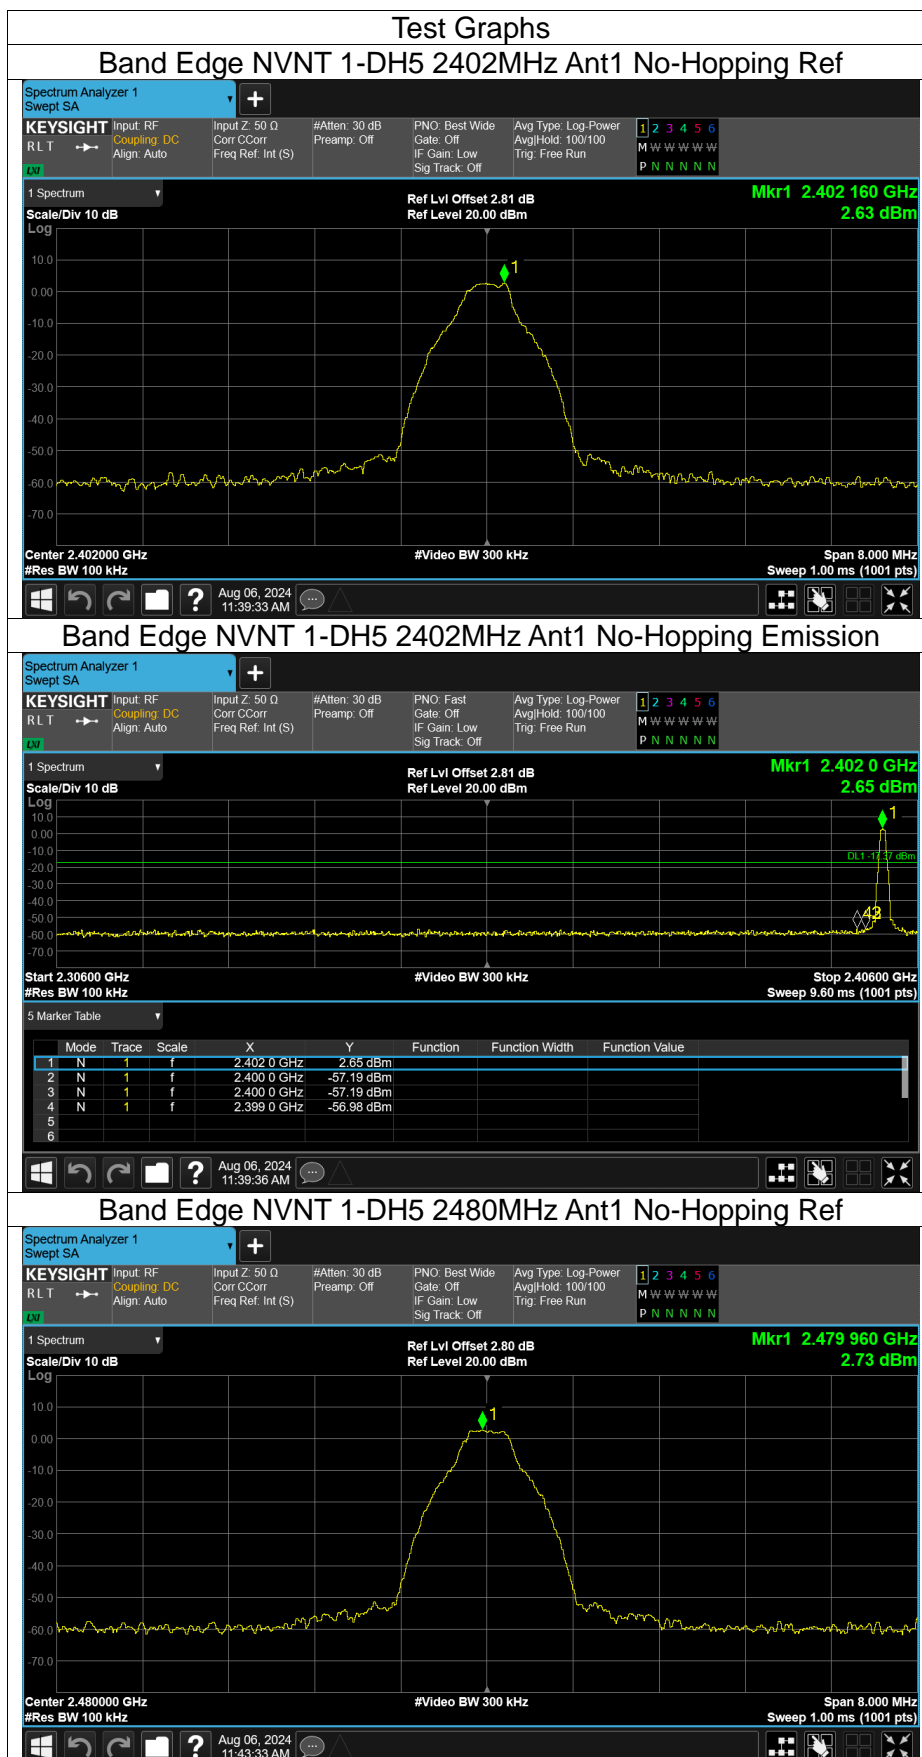 Test Graphs
Band Edge NVNT 1-DH5 2402MHz Ant1 No-Hopping Ref
Spectrum Analyzer 1
Swept SA
KEYSIGHT Input: RF Input Z: 50 Ω #Atten: 30 dB PNO: Best Wide Avg Type: Log-Power 1 2 3 4 5 6
RLT Coupling: DC Corr CCorr Preamp: Off Gate: Off Avg|Hold: 100/100 M W W W W W
Align: Auto Freq Ref: Int (S) IF Gain: Low Trig: Free Run
LXI Sig Track: Off P N N N N N
1 Spectrum Ref Lvl Offset 2.81 dB Mkr1 2.402 160 GHz
Scale/Div 10 dB Ref Level 20.00 dBm 2.63 dBm
Log
1
10.0
0.00
-10.0
-20.0
-30.0
-40.0
-50.0
-60.0
-70.0
Center 2.402000 GHz #Video BW 300 kHz Span 8.000 MHz
#Res BW 100 kHz Sweep 1.00 ms (1001 pts)
? Aug 06, 2024
11:39:33 AM
Band Edge NVNT 1-DH5 2402MHz Ant1 No-Hopping Emission
Spectrum Analyzer 1
Swept SA
KEYSIGHT Input: RF Input Z: 50 Ω #Atten: 30 dB PNO: Fast Avg Type: Log-Power 1 2 3 4 5 6
RLT Coupling: DC Corr CCorr Preamp: Off Gate: Off Avg|Hold: 100/100 M W W W W W
Align: Auto Freq Ref: Int (S) IF Gain: Low Trig: Free Run
LXI Sig Track: Off P N N N N N
1 Spectrum Ref Lvl Offset 2.81 dB Mkr1 2.402 0 GHz
Scale/Div 10 dB Ref Level 20.00 dBm 2.65 dBm
Log
10.0 1
0.00
-10.0 DL1 -17.37 dBm
-20.0
-30.0
-40.0
-50.0
-60.0
-70.0
Start 2.30600 GHz #Video BW 300 kHz Stop 2.40600 GHz
#Res BW 100 kHz Sweep 9.60 ms (1001 pts)
5 Marker Table
Mode Trace Scale X Y Function Function Width Function Value
1 N 1 f 2.402 0 GHz 2.65 dBm
2 N 1 f 2.400 0 GHz -57.19 dBm
3 N 1 f 2.400 0 GHz -57.19 dBm
4 N 1 f 2.399 0 GHz -56.98 dBm
5
6
? Aug 06, 2024
11:39:36 AM
Band Edge NVNT 1-DH5 2480MHz Ant1 No-Hopping Ref
Spectrum Analyzer 1
Swept SA
KEYSIGHT Input: RF Input Z: 50 Ω #Atten: 30 dB PNO: Best Wide Avg Type: Log-Power 1 2 3 4 5 6
RLT Coupling: DC Corr CCorr Preamp: Off Gate: Off Avg|Hold: 100/100 M W W W W W
Align: Auto Freq Ref: Int (S) IF Gain: Low Trig: Free Run
LXI Sig Track: Off P N N N N N
1 Spectrum Ref Lvl Offset 2.80 dB Mkr1 2.479 960 GHz
Scale/Div 10 dB Ref Level 20.00 dBm 2.73 dBm
Log
10.0 1
0.00
-10.0
-20.0
-30.0
-40.0
-50.0
-60.0
-70.0
Center 2.480000 GHz #Video BW 300 kHz Span 8.000 MHz
#Res BW 100 kHz Sweep 1.00 ms (1001 pts)
? Aug 06, 2024
11:43:33 AM